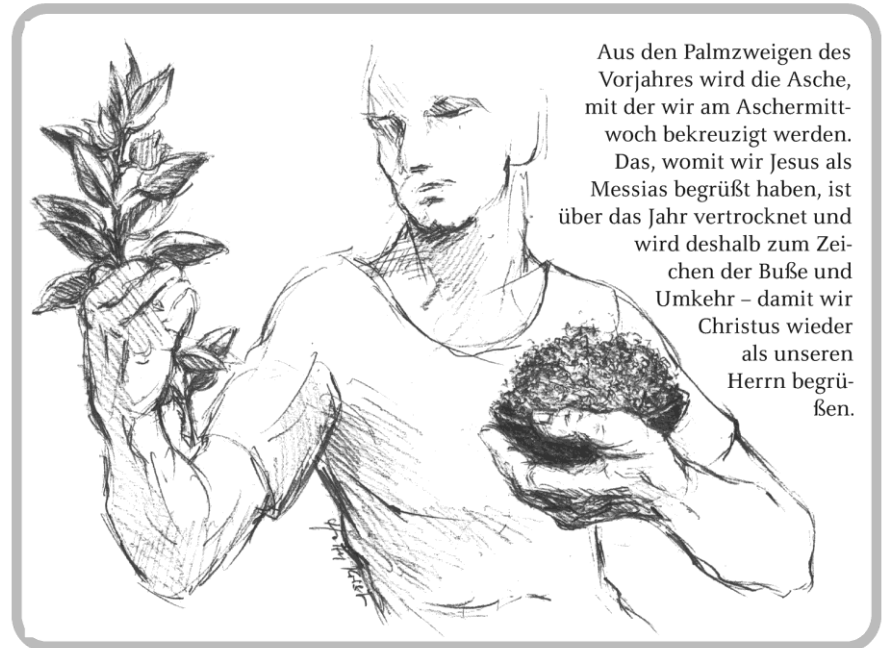 Aus den Palmzweigen des
Vorjahres wird die Asche,
mit der wir am Aschermitt-
woch bekreuzigt werden.
Das, womit wir Jesus als
Messias begrüßt haben, ist
über das Jahr vertrocknet und
wird deshalb zum Zei-
chen der Buße und
Umkehr – damit wir
Christus wieder
als unseren
Herrn begrü-
ßen.